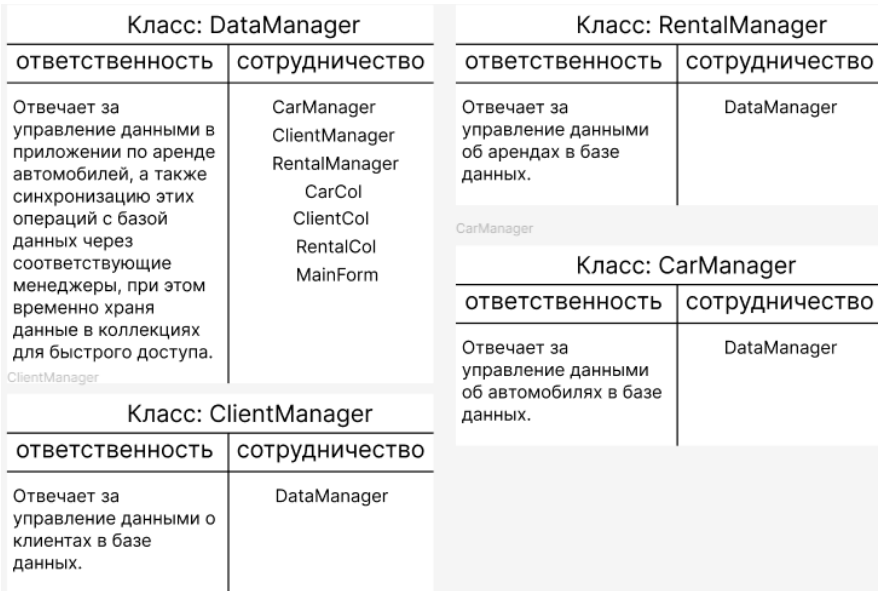 Класс: DataManager
ответственность
сотрудничество
Отвечает за
управление данными в
приложении по аренде
автомобилей, а также
синхронизацию этих
операций с базой
данных через
соответствующие
менеджеры, при этом
временно храня
данные в коллекциях
для быстрого доступа.
CarManager
ClientManager
RentalManager
CarCol
ClientCol
RentalCol
MainForm
ClientManager
Класс: ClientManager
ответственность
сотрудничество
Отвечает за
управление данными о
клиентах в базе
данных.
DataManager
Класс: RentalManager
ответственность
сотрудничество
Отвечает за
управление данными
об арендах в базе
данных.
DataManager
CarManager
Класс: CarManager
ответственность
сотрудничество
Отвечает за
управление данными
об автомобилях в базе
данных.
DataManager